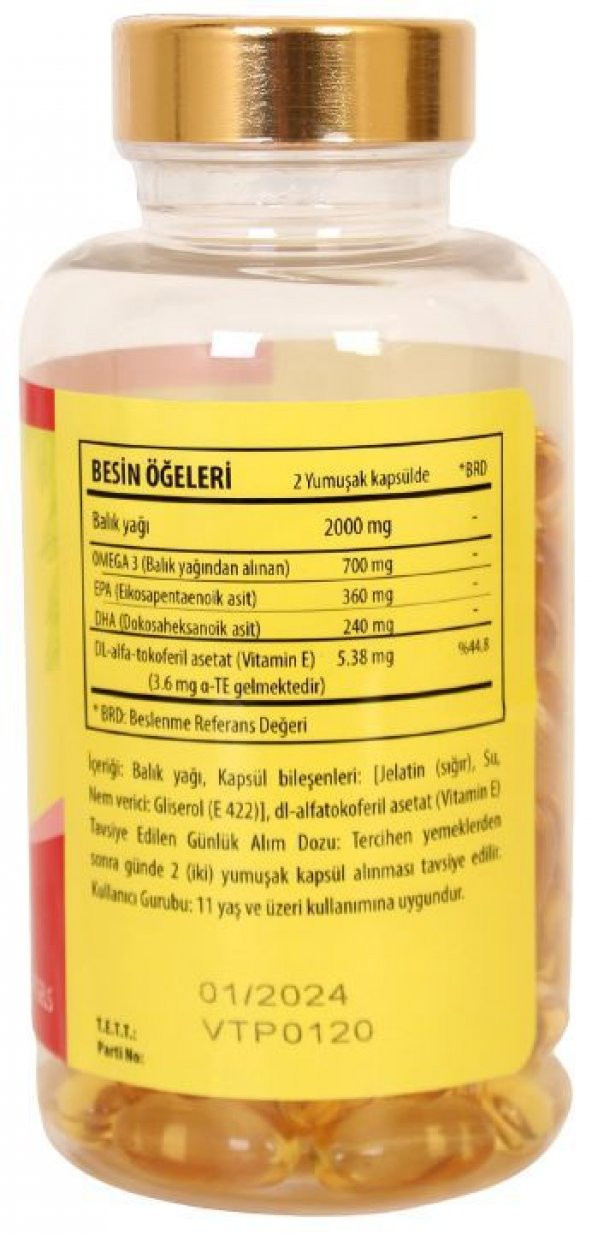 BESİN ÖĞELERİ 2 Yumuşak kapsülde *BRD
Balık yağı 2000 mg -
OMEGA 3 (Balık yağından alınan) 700 mg -
EPA (Eikosapentaenoik asit) 360 mg -
DHA (Dokosaheksanoik asit) 240 mg -
DL-alfa-tokoferil asetat (Vitamin E) 5.38 mg %44.8
(3.6 mg α-TE gelmektedir)
* BRD: Beslenme Referans Değeri
İçeriği: Balık yağı, Kapsül bileşenleri: [Jelatin (sığır), Su,
Nem verici: Gliserol (E 422)], dl-alfatokoferil asetat (Vitamin E)
Tavsiye Edilen Günlük Alım Dozu: Tercihen yemeklerden
sonra günde 2 (iki) yumuşak kapsül alınması tavsiye edilir.
Kullanıcı Gurubu: 11 yaş ve üzeri kullanımına uygundur.
01/2024
T.E.T.T.: VTP0120
Parti No: